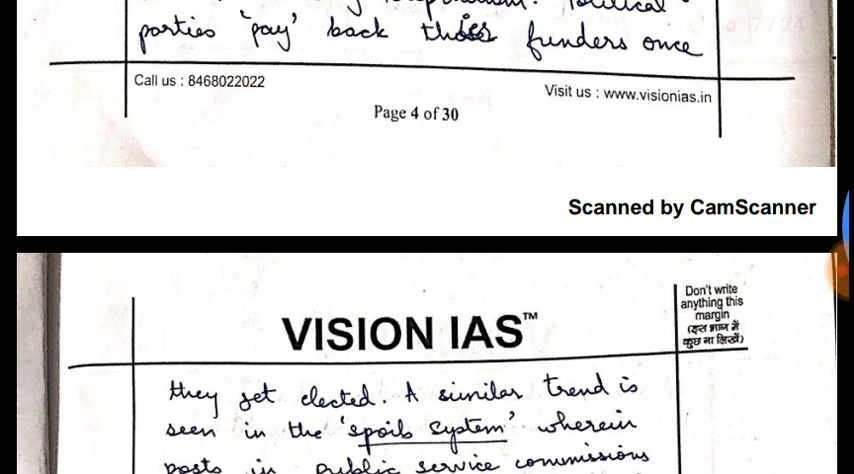 Political
parties 'pay' back funders once
Call us : 8468022022
Visit us : www.visionias.in
Page 4 of 30
Scanned by CamScanner
Don't write
anything this
margin
(इस भाग में
कुछ ना लिखें)
VISION IAS™
they get elected. A similar trend is
seen in the 'spoils system' wherein
posts in public service commissions